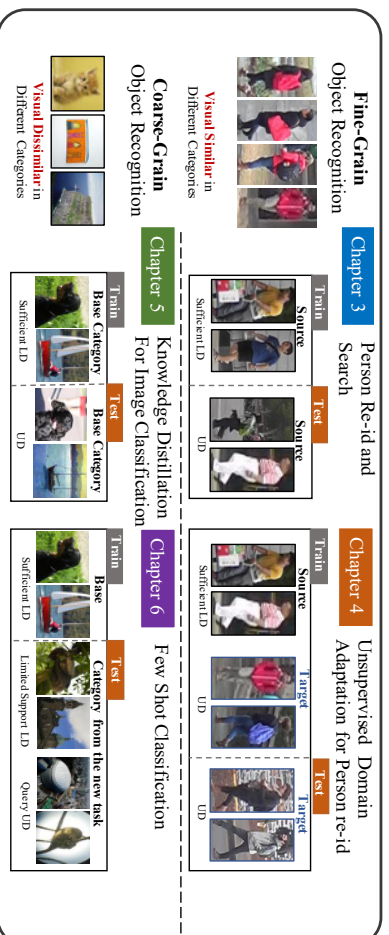 Fine-Grain
Object Recognition
Visual Similar in
Different Categories
Chapter 3
Person Re-id and
Search
Train
Test
Source
Source
Sufficient LD
UD
Chapter 4
Unsupervised Domain
Adaptation for Person re-id
Train
Test
Source
Target
Target
Sufficient LD
UD
UD
Coarse-Grain
Object Recognition
Visual Dissimilar in
Different Categories
Chapter 5
Knowledge Distillation
For Image Classification
Train
Test
Base Category
Base Category
Sufficient LD
UD
Chapter 6
Few Shot Classification
Train
Test
Base
Category from the new task
Sufficient LD
Limited Support LD
Query UD